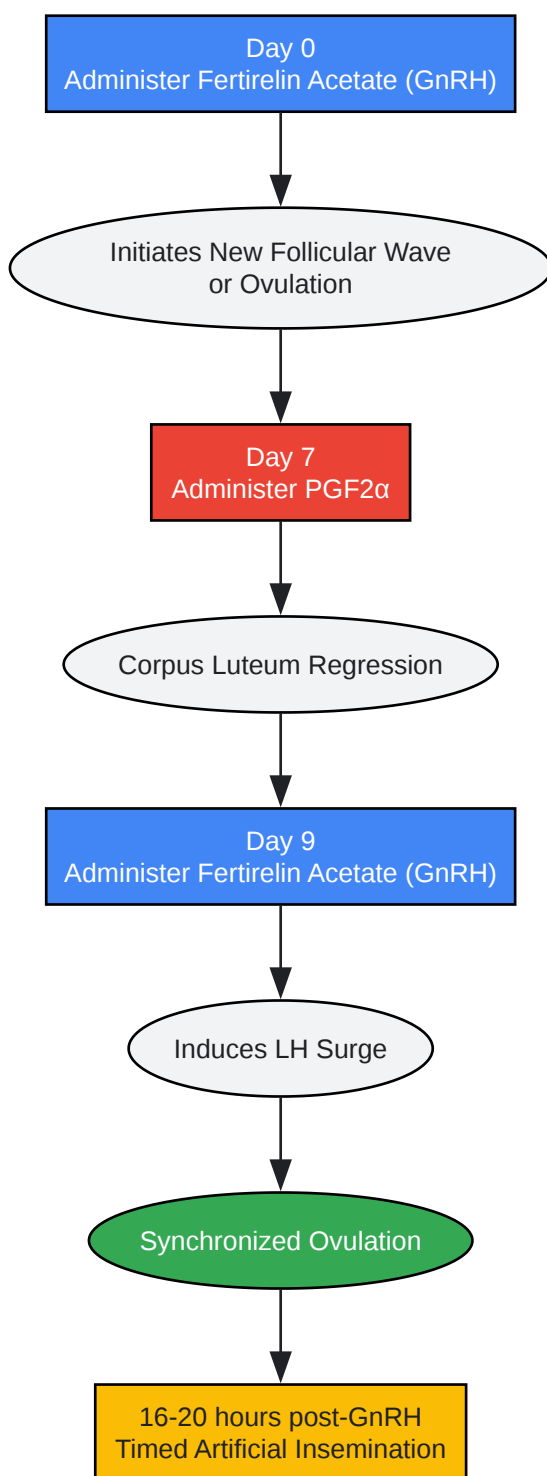 Day 0
Administer Fertirelin Acetate (GnRH)
Initiates New Follicular Wave
or Ovulation
Day 7
Administer PGF2α
Corpus Luteum Regression
Day 9
Administer Fertirelin Acetate (GnRH)
Induces LH Surge
Synchronized Ovulation
16-20 hours post-GnRH
Timed Artificial Insemination